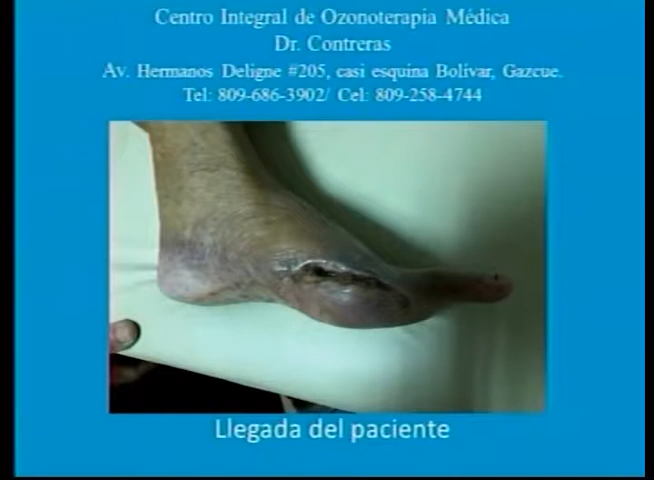 Centro Integral de Ozonoterapia Médica
Dr. Contreras
Av. Hermanos Deligne #205, casi esquina Bolívar, Gazcue.
Tel: 809-686-3902/ Cel: 809-258-4744
Llegada del paciente